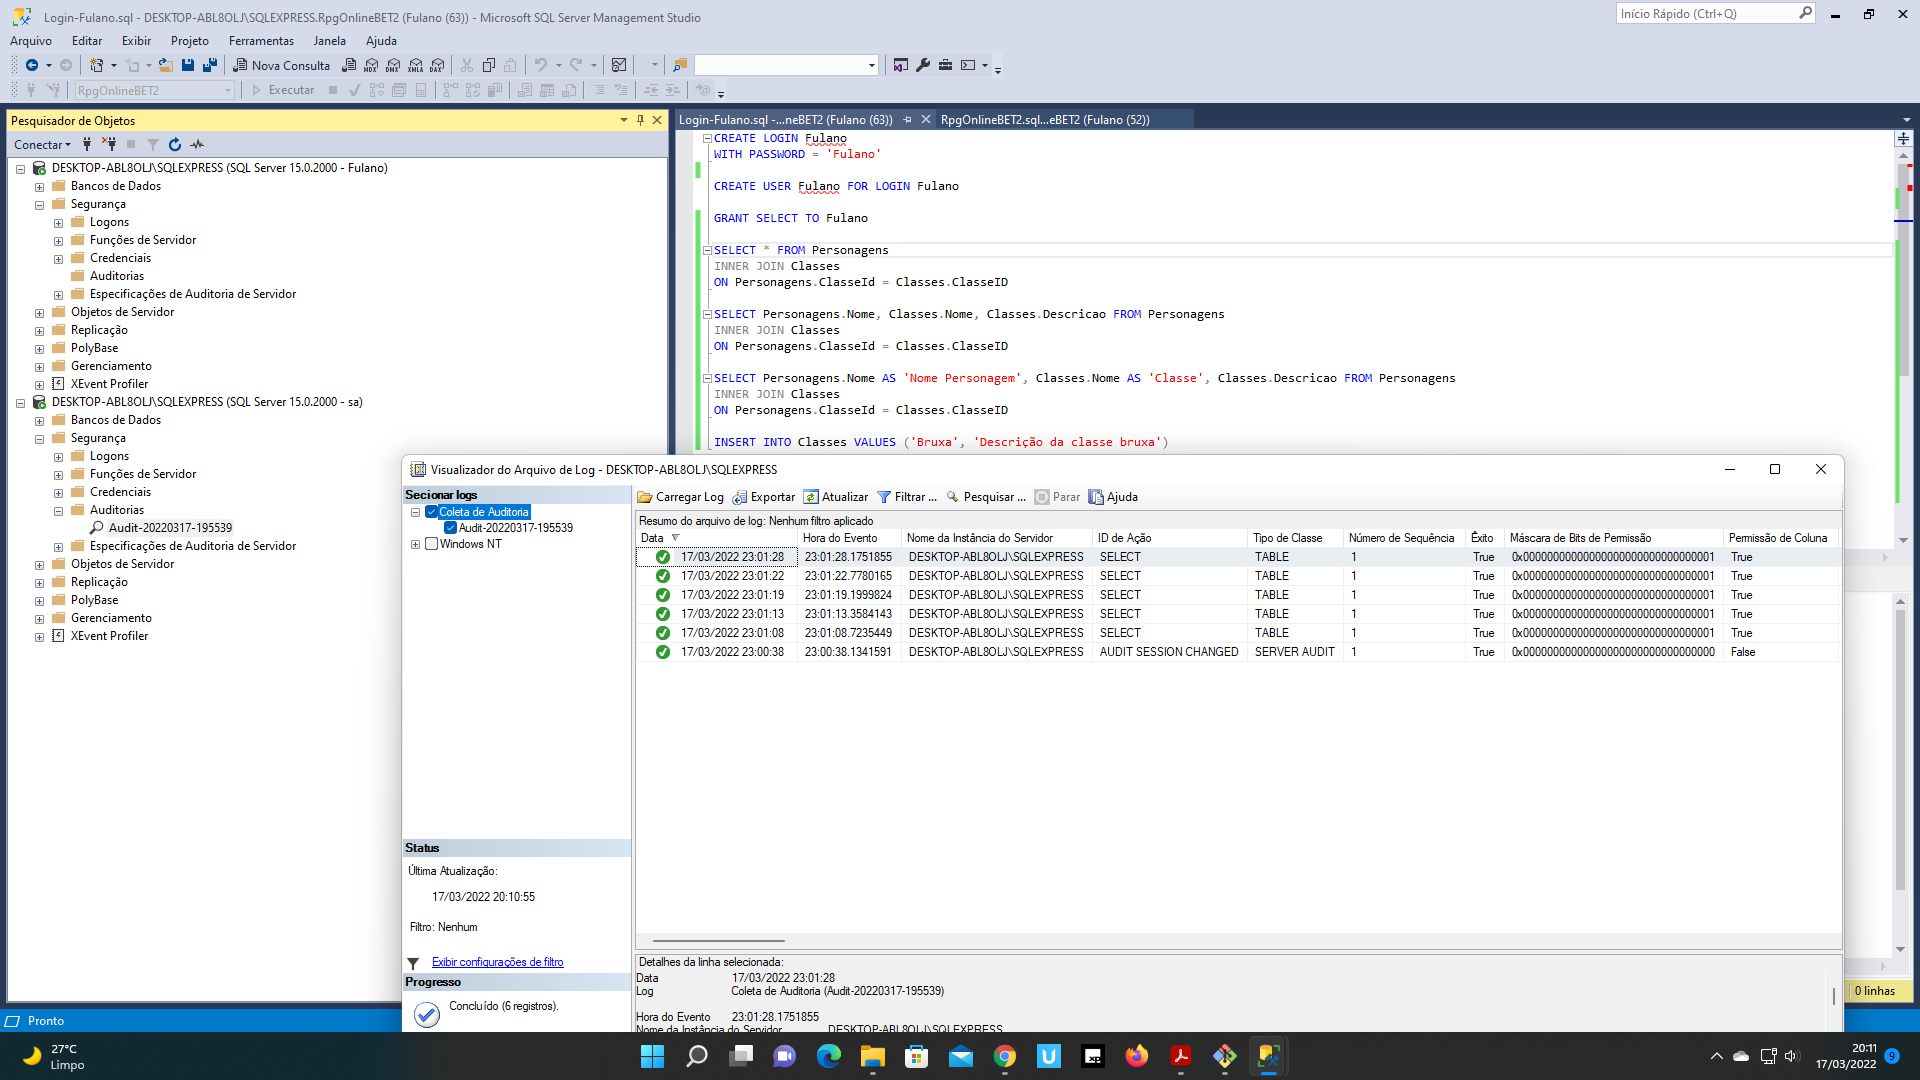 Login-Fulano.sql - DESKTOP-ABL8OLJ\SQLEXPRESS.RpgOnlineBET2 (Fulano (63)) - Microsoft SQL Server Management Studio
Início Rápido (Ctrl+Q)
Arquivo Editar Exibir Projeto Ferramentas Janela Ajuda
Nova Consulta
MDX DMX XMLA DAX
RpgOnlineBET2
Executar
Pesquisador de Objetos
Conectar
DESKTOP-ABL8OLJ\SQLEXPRESS (SQL Server 15.0.2000 - Fulano)
Bancos de Dados
Segurança
Logons
Funções de Servidor
Credenciais
Auditorias
Especificações de Auditoria de Servidor
Objetos de Servidor
Replicação
PolyBase
Gerenciamento
XEvent Profiler
DESKTOP-ABL8OLJ\SQLEXPRESS (SQL Server 15.0.2000 - sa)
Bancos de Dados
Segurança
Logons
Funções de Servidor
Credenciais
Auditorias
Audit-20220317-195539
Especificações de Auditoria de Servidor
Objetos de Servidor
Replicação
PolyBase
Gerenciamento
XEvent Profiler
Login-Fulano.sql -...neBET2 (Fulano (63)) RpgOnlineBET2.sql...eBET2 (Fulano (52))
CREATE LOGIN Fulano
WITH PASSWORD = 'Fulano'
CREATE USER Fulano FOR LOGIN Fulano
GRANT SELECT TO Fulano
SELECT * FROM Personagens
INNER JOIN Classes
ON Personagens.ClasseId = Classes.ClasseID
SELECT Personagens.Nome, Classes.Nome, Classes.Descricao FROM Personagens
INNER JOIN Classes
ON Personagens.ClasseId = Classes.ClasseID
SELECT Personagens.Nome AS 'Nome Personagem', Classes.Nome AS 'Classe', Classes.Descricao FROM Personagens
INNER JOIN Classes
ON Personagens.ClasseId = Classes.ClasseID
INSERT INTO Classes VALUES ('Bruxa', 'Descrição da classe bruxa')
Visualizador do Arquivo de Log - DESKTOP-ABL8OLJ\SQLEXPRESS
Secionar logs
Coleta de Auditoria
Audit-20220317-195539
Windows NT
Status
Última Atualização:
17/03/2022 20:10:55
Filtro: Nenhum
Exibir configurações de filtro
Progresso
Concluído (6 registros).
Carregar Log Exportar Atualizar Filtrar ... Pesquisar ... Parar Ajuda
Resumo do arquivo de log: Nenhum filtro aplicado
Data Hora do Evento Nome da Instância do Servidor ID de Ação Tipo de Classe Número de Sequência Êxito Máscara de Bits de Permissão Permissão de Coluna
17/03/2022 23:01:28 23:01:28.1751855 DESKTOP-ABL8OLJ\SQLEXPRESS SELECT TABLE 1 True 0x00000000000000000000000000000001 True
17/03/2022 23:01:22 23:01:22.7780165 DESKTOP-ABL8OLJ\SQLEXPRESS SELECT TABLE 1 True 0x00000000000000000000000000000001 True
17/03/2022 23:01:19 23:01:19.1999824 DESKTOP-ABL8OLJ\SQLEXPRESS SELECT TABLE 1 True 0x00000000000000000000000000000001 True
17/03/2022 23:01:13 23:01:13.3584143 DESKTOP-ABL8OLJ\SQLEXPRESS SELECT TABLE 1 True 0x00000000000000000000000000000001 True
17/03/2022 23:01:08 23:01:08.7235449 DESKTOP-ABL8OLJ\SQLEXPRESS SELECT TABLE 1 True 0x00000000000000000000000000000001 True
17/03/2022 23:00:38 23:00:38.1341591 DESKTOP-ABL8OLJ\SQLEXPRESS AUDIT SESSION CHANGED SERVER AUDIT 1 True 0x00000000000000000000000000000000 False
Detalhes da linha selecionada:
Data 17/03/2022 23:01:28
Log Coleta de Auditoria (Audit-20220317-195539)
Hora do Evento 23:01:28.1751855
Nome da Instância do Servidor DESKTOP-ABL8OLJ\SQLEXPRESS
0 linhas
Pronto
27°C
Limpo
U
xp
20:11
17/03/2022
9